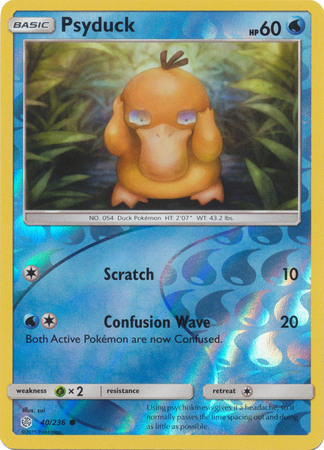 BASIC
Psyduck
HP60
NO. 054 Duck Pokémon HT: 2'07" WT: 43.2 lbs.
Scratch 10
Confusion Wave 20
Both Active Pokémon are now Confused.
weakness ×2 resistance retreat
illus. sui
40/236
Using psychokinesis gives it a headache, so it
normally passes the time spacing out and doing
as little as possible.